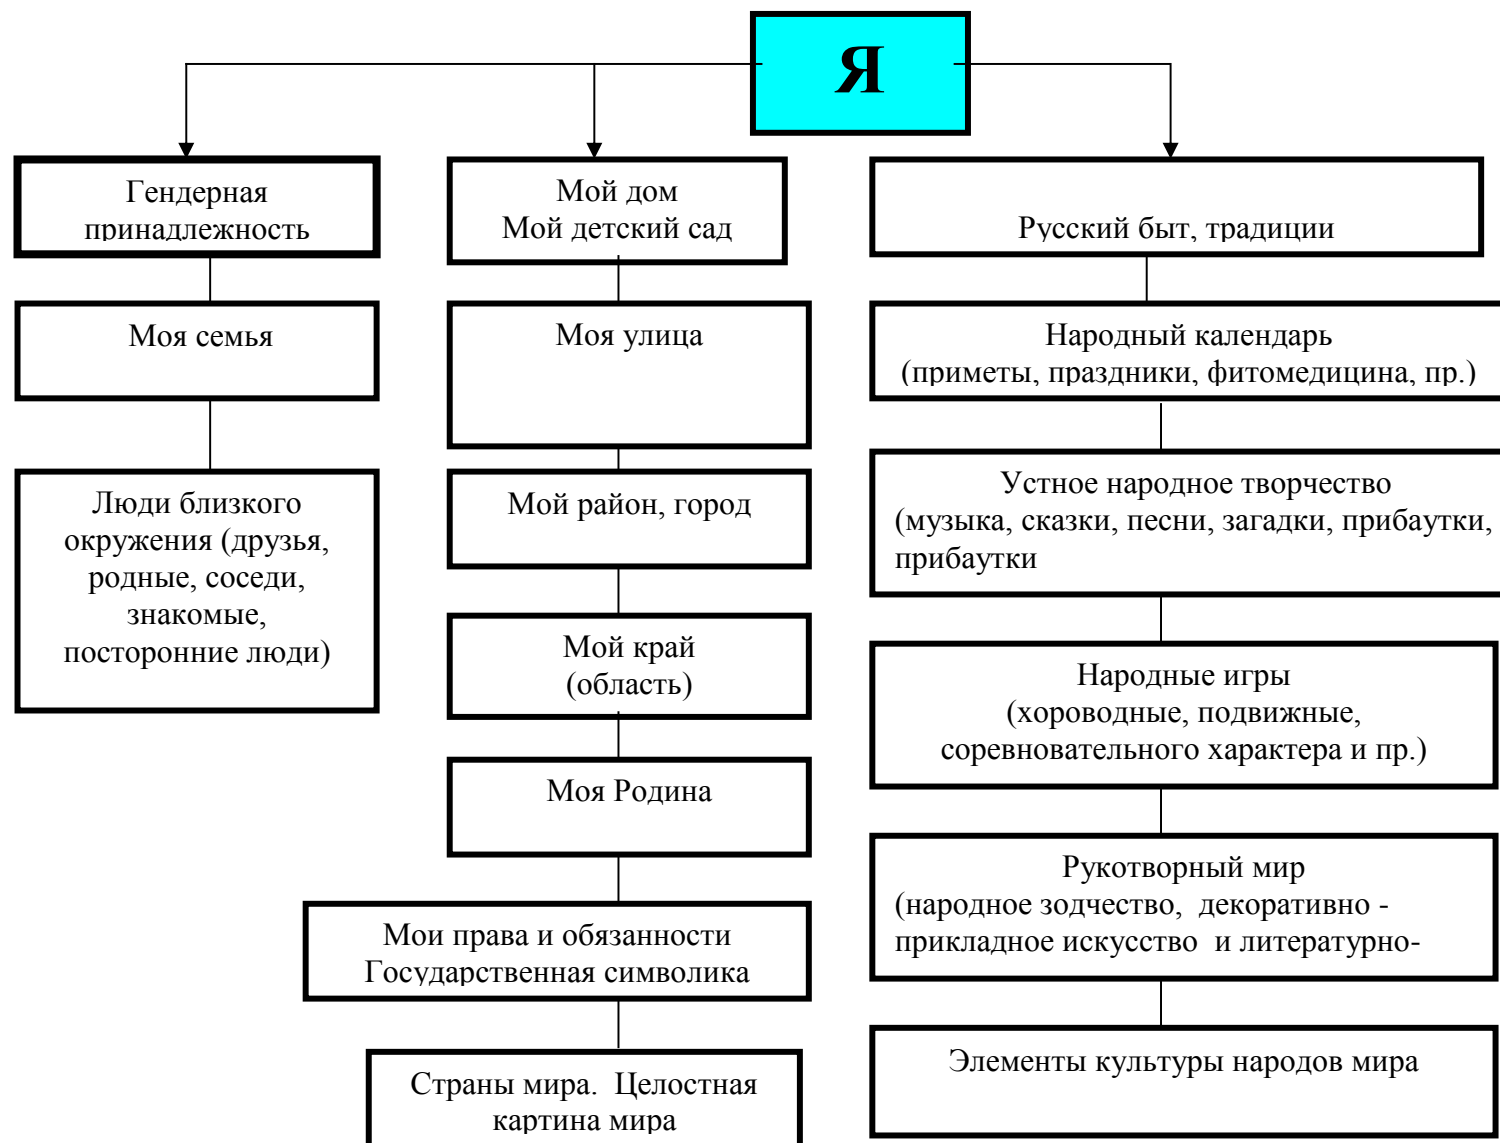 Я
Гендерная
принадлежность
Моя семья
Люди близкого
окружения (друзья,
родные, соседи,
знакомые,
посторонние люди)
Мой дом
Мой детский сад
Моя улица
Мой район, город
Мой край
(область)
Моя Родина
Мои права и обязанности
Государственная символика
Страны мира.  Целостная
картина мира
Русский быт, традиции
Народный календарь
(приметы, праздники, фитомедицина, пр.)
Устное народное творчество
(музыка, сказки, песни, загадки, прибаутки,
прибаутки
Народные игры
(хороводные, подвижные,
соревновательного характера и пр.)
Рукотворный мир
(народное зодчество,  декоративно -
прикладное искусство  и литературно-
Элементы культуры народов мира